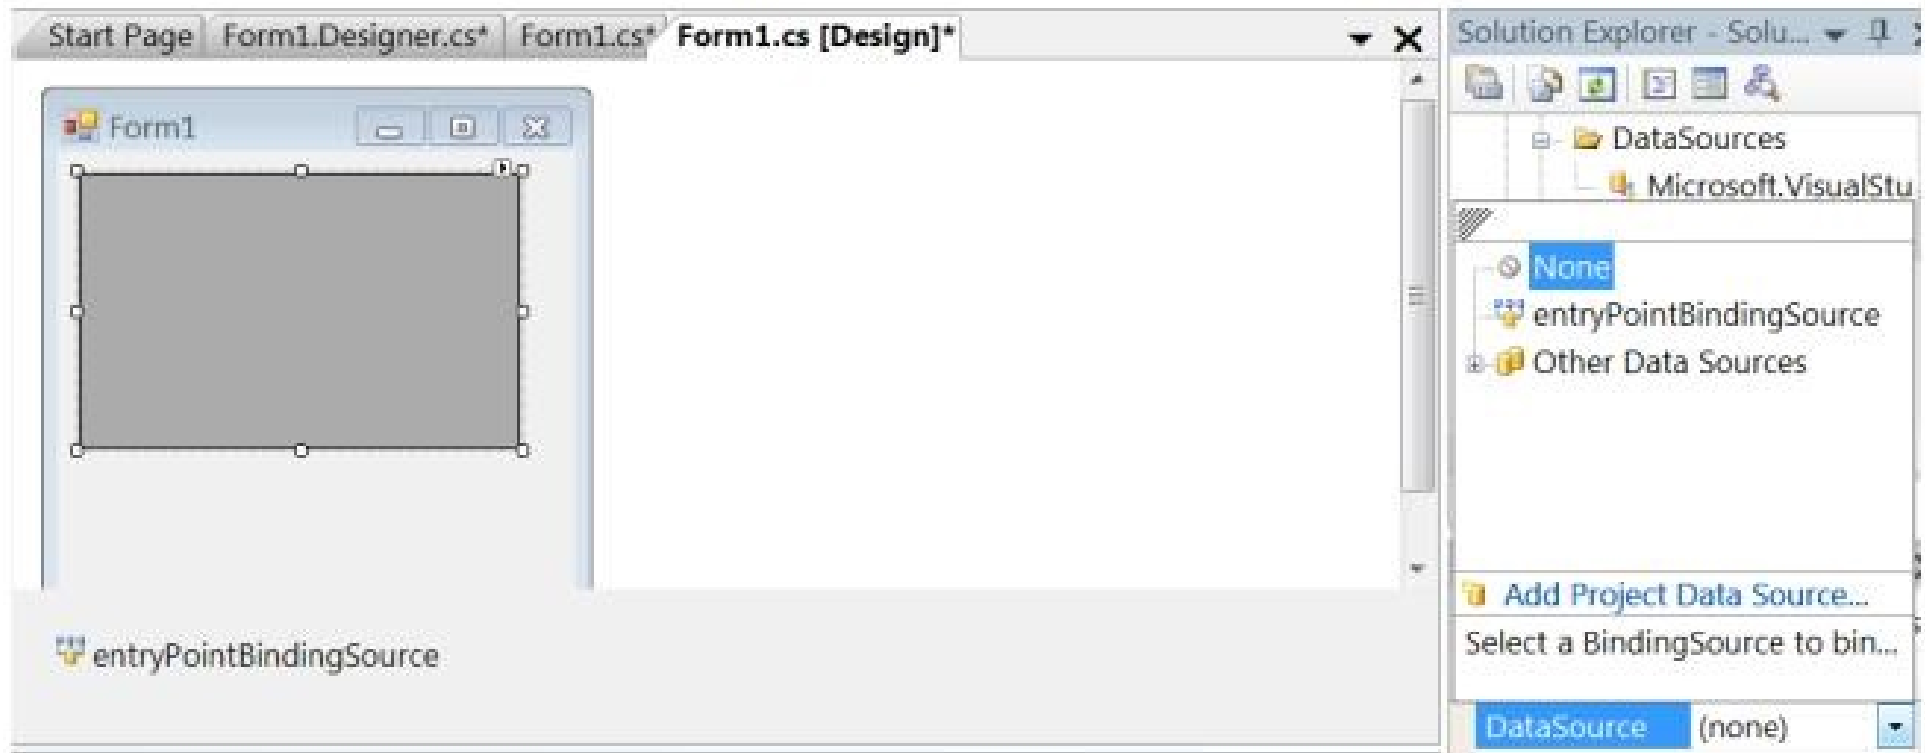 Start Page Form1.Designer.cs* Form1.cs* Form1.cs [Design]*
Form1
entryPointBindingSource
Solution Explorer - Solu...
DataSources
Microsoft.VisualStu
None
entryPointBindingSource
Other Data Sources
Add Project Data Source...
Select a BindingSource to bin...
DataSource (none)